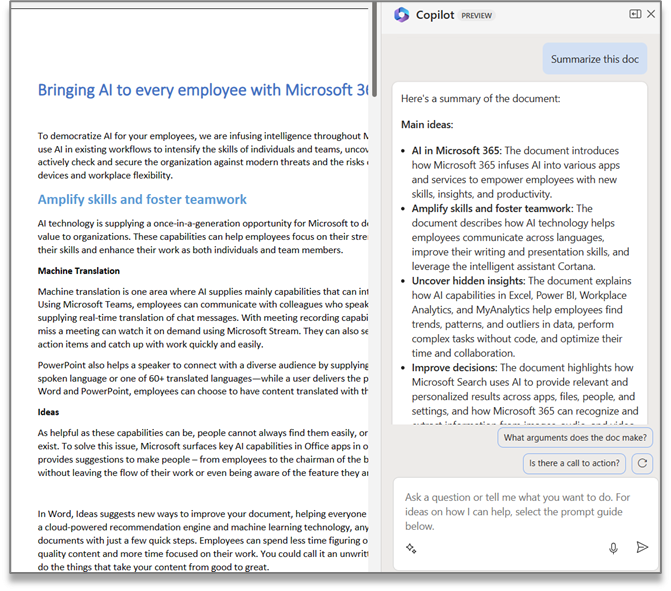 Bringing AI to every employee with Microsoft 36
To democratize AI for your employees, we are infusing intelligence throughout M
use AI in existing workflows to intensify the skills of individuals and teams, uncov
actively check and secure the organization against modern threats and the risks
devices and workplace flexibility.
Amplify skills and foster teamwork
AI technology is supplying a once-in-a-generation opportunity for Microsoft to de
value to organizations. These capabilities can help employees focus on their stre
their skills and enhance their work as both individuals and team members.
Machine Translation
Machine translation is one area where AI supplies mainly capabilities that can int
Using Microsoft Teams, employees can communicate with colleagues who speak
supplying real-time translation of chat messages. With meeting recording capabi
miss a meeting can watch it on demand using Microsoft Stream. They can also se
action items and catch up with work quickly and easily.
PowerPoint also helps a speaker to connect with a diverse audience by supplying
spoken language or one of 60+ translated languages—while a user delivers the p
Word and PowerPoint, employees can choose to have content translated with th
Ideas
As helpful as these capabilities can be, people cannot always find them easily, or
exist. To solve this issue, Microsoft surfaces key AI capabilities in Office apps in o
provides suggestions to make people – from employees to the chairman of the b
without leaving the flow of their work or even being aware of the feature they ar
In Word, Ideas suggests new ways to improve your document, helping everyone
a cloud-powered recommendation engine and machine learning technology, any
documents with just a few quick steps. Employees can spend less time figuring o
quality content and more time focused on their work. You could call it an unwrit
do the things that take your content from good to great.
Copilot PREVIEW
Summarize this doc
Here's a summary of the document:
Main ideas:
• AI in Microsoft 365: The document introduces
how Microsoft 365 infuses AI into various apps
and services to empower employees with new
skills, insights, and productivity.
• Amplify skills and foster teamwork: The
document describes how AI technology helps
employees communicate across languages,
improve their writing and presentation skills, and
leverage the intelligent assistant Cortana.
• Uncover hidden insights: The document explains
how AI capabilities in Excel, Power BI, Workplace
Analytics, and MyAnalytics help employees find
trends, patterns, and outliers in data, perform
complex tasks without code, and optimize their
time and collaboration.
• Improve decisions: The document highlights how
Microsoft Search uses AI to provide relevant and
personalized results across apps, files, people, and
settings, and how Microsoft 365 can recognize and
extract information from images, audio, and video
What arguments does the doc make?
Is there a call to action?
Ask a question or tell me what you want to do. For
ideas on how I can help, select the prompt guide
below.